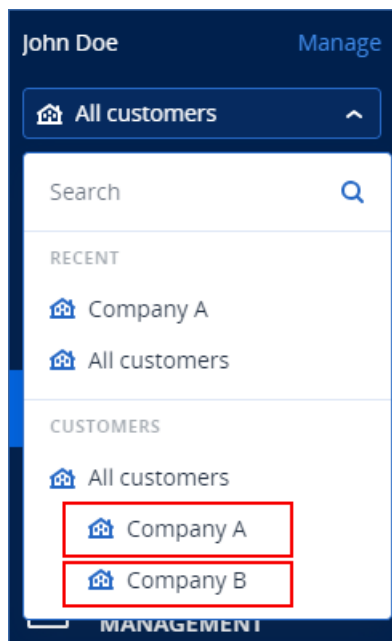 John Doe Manage
All customers
Search
RECENT
Company A
All customers
CUSTOMERS
All customers
Company A
Company B
MANAGEMENT